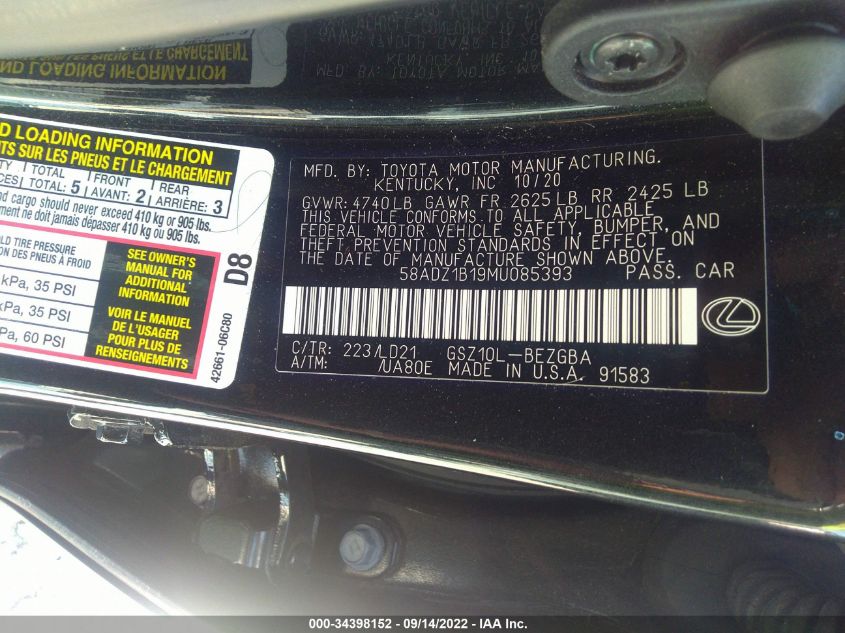 D LOADING INFORMATION
TS SUR LES PNEUS ET LE CHARGEMENT
TOTAL FRONT REAR
TOTAL: 5 AVANT: 2 ARRIÈRE: 3
nd cargo should never exceed 410 kg or 905 lbs.
ne doit jamais dépasser 410 kg ou 905 lbs.
LD TIRE PRESSURE
ION DES PNEUS À FROID
kPa, 35 PSI
kPa, 35 PSI
Pa, 60 PSI
SEE OWNER'S
MANUAL FOR
ADDITIONAL
INFORMATION
VOIR LE MANUEL
DE L'USAGER
POUR PLUS DE
RENSEIGNEMENTS
D8
42661-06C80
MFD. BY: TOYOTA MOTOR MANUFACTURING.
KENTUCKY, INC 10/20
GVWR: 4740LB GAWR FR 2625 LB RR 2425 LB
THIS VEHICLE CONFORMS TO ALL APPLICABLE
FEDERAL MOTOR VEHICLE SAFETY, BUMPER, AND
THEFT PREVENTION STANDARDS IN EFFECT ON
THE DATE OF MANUFACTURE SHOWN ABOVE.
58ADZ1B19MU085393 PASS. CAR
C/TR: 223/LD21 GSZ10L-BEZGBA
A/TM: /UA80E MADE IN U.S.A. 91583
000-34398152 - 09/14/2022 - IAA Inc.